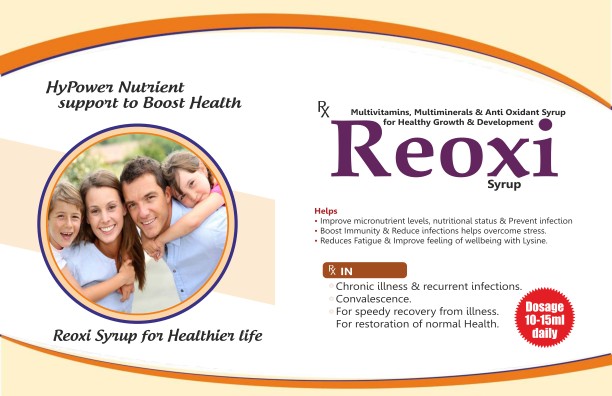 HyPower Nutrient
support to Boost Health
Reoxi Syrup for Healthier life
Rx
Multivitamins, Multiminerals & Anti Oxidant Syrup
for Healthy Growth & Development
Reoxi
Syrup
Helps
• Improve micronutrient levels, nutritional status & Prevent infection
• Boost Immunity & Reduce infections helps overcome stress.
• Reduces Fatigue & Improve feeling of wellbeing with Lysine.
Rx IN
Chronic illness & recurrent infections.
Convalescence.
For speedy recovery from illness.
For restoration of normal Health.
Dosage
10-15ml
daily